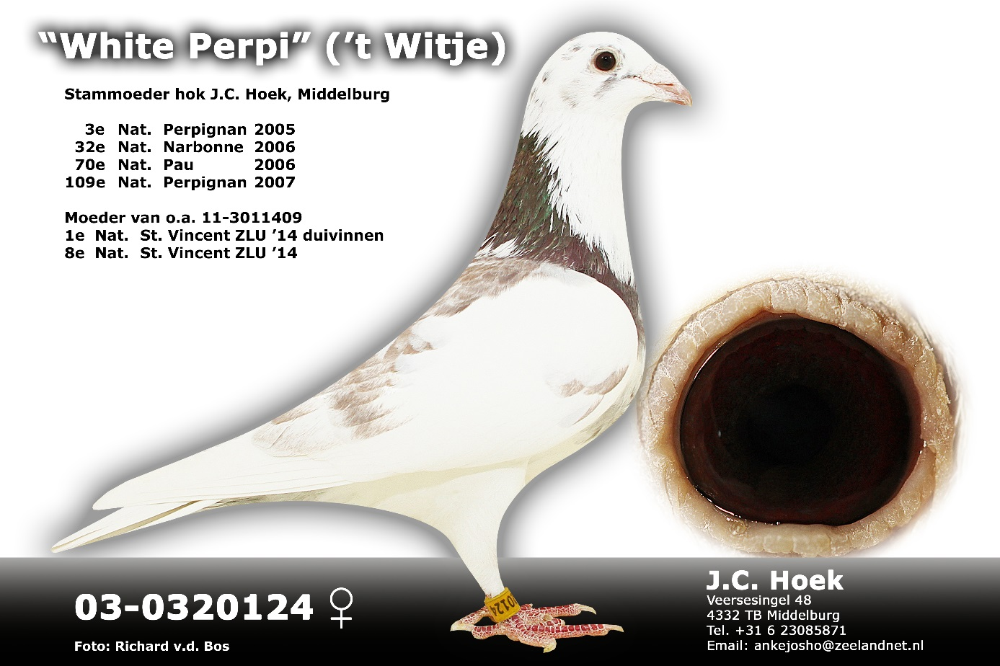 “White Perpi” (’t Witje)
Stammoeder hok J.C. Hoek, Middelburg
3e Nat. Perpignan 2005
32e Nat. Narbonne 2006
70e Nat. Pau 2006
109e Nat. Perpignan 2007
Moeder van o.a. 11-3011409
1e Nat. St. Vincent ZLU ’14 duivinnen
8e Nat. St. Vincent ZLU ’14
03-0320124 ♀
Foto: Richard v.d. Bos
0124
J.C. Hoek
Veersesingel 48
4332 TB Middelburg
Tel. +31 6 23085871
Email: ankejosho@zeelandnet.nl